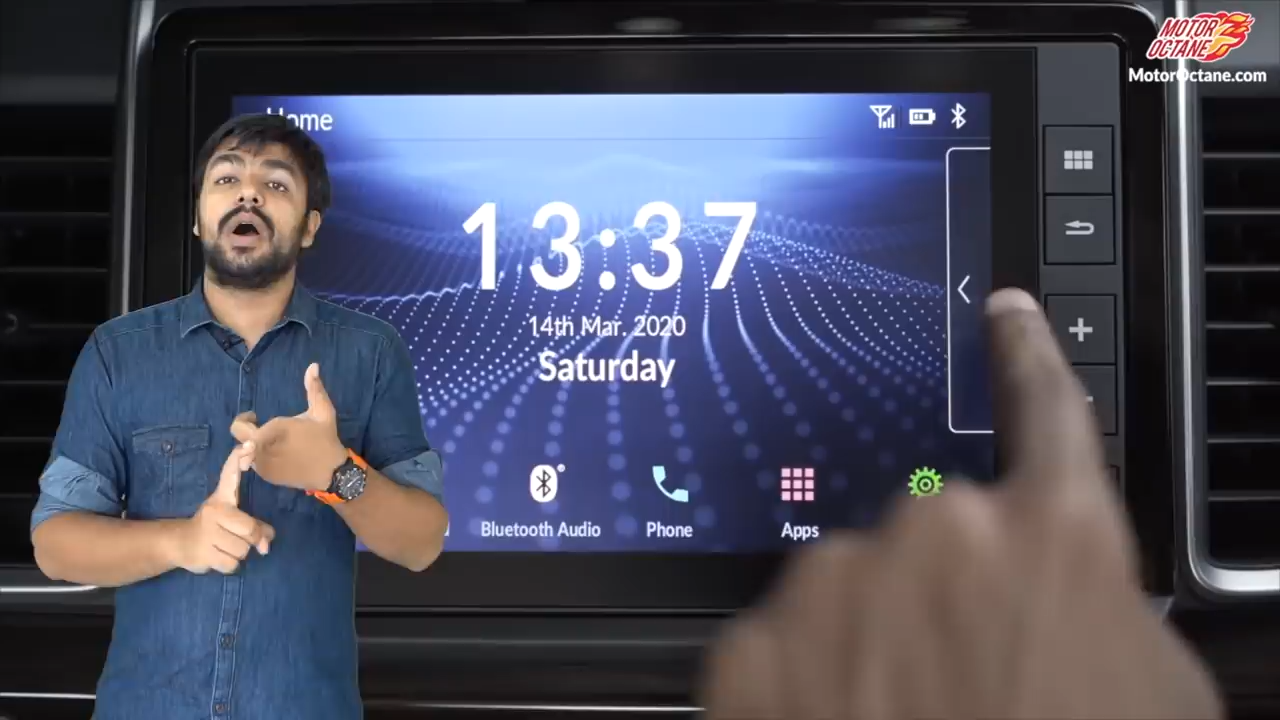 MOTOR
OCTANE
MotorOctane.com
Home
13:37
14th Mar. 2020
Saturday
Bluetooth Audio
Phone
Apps